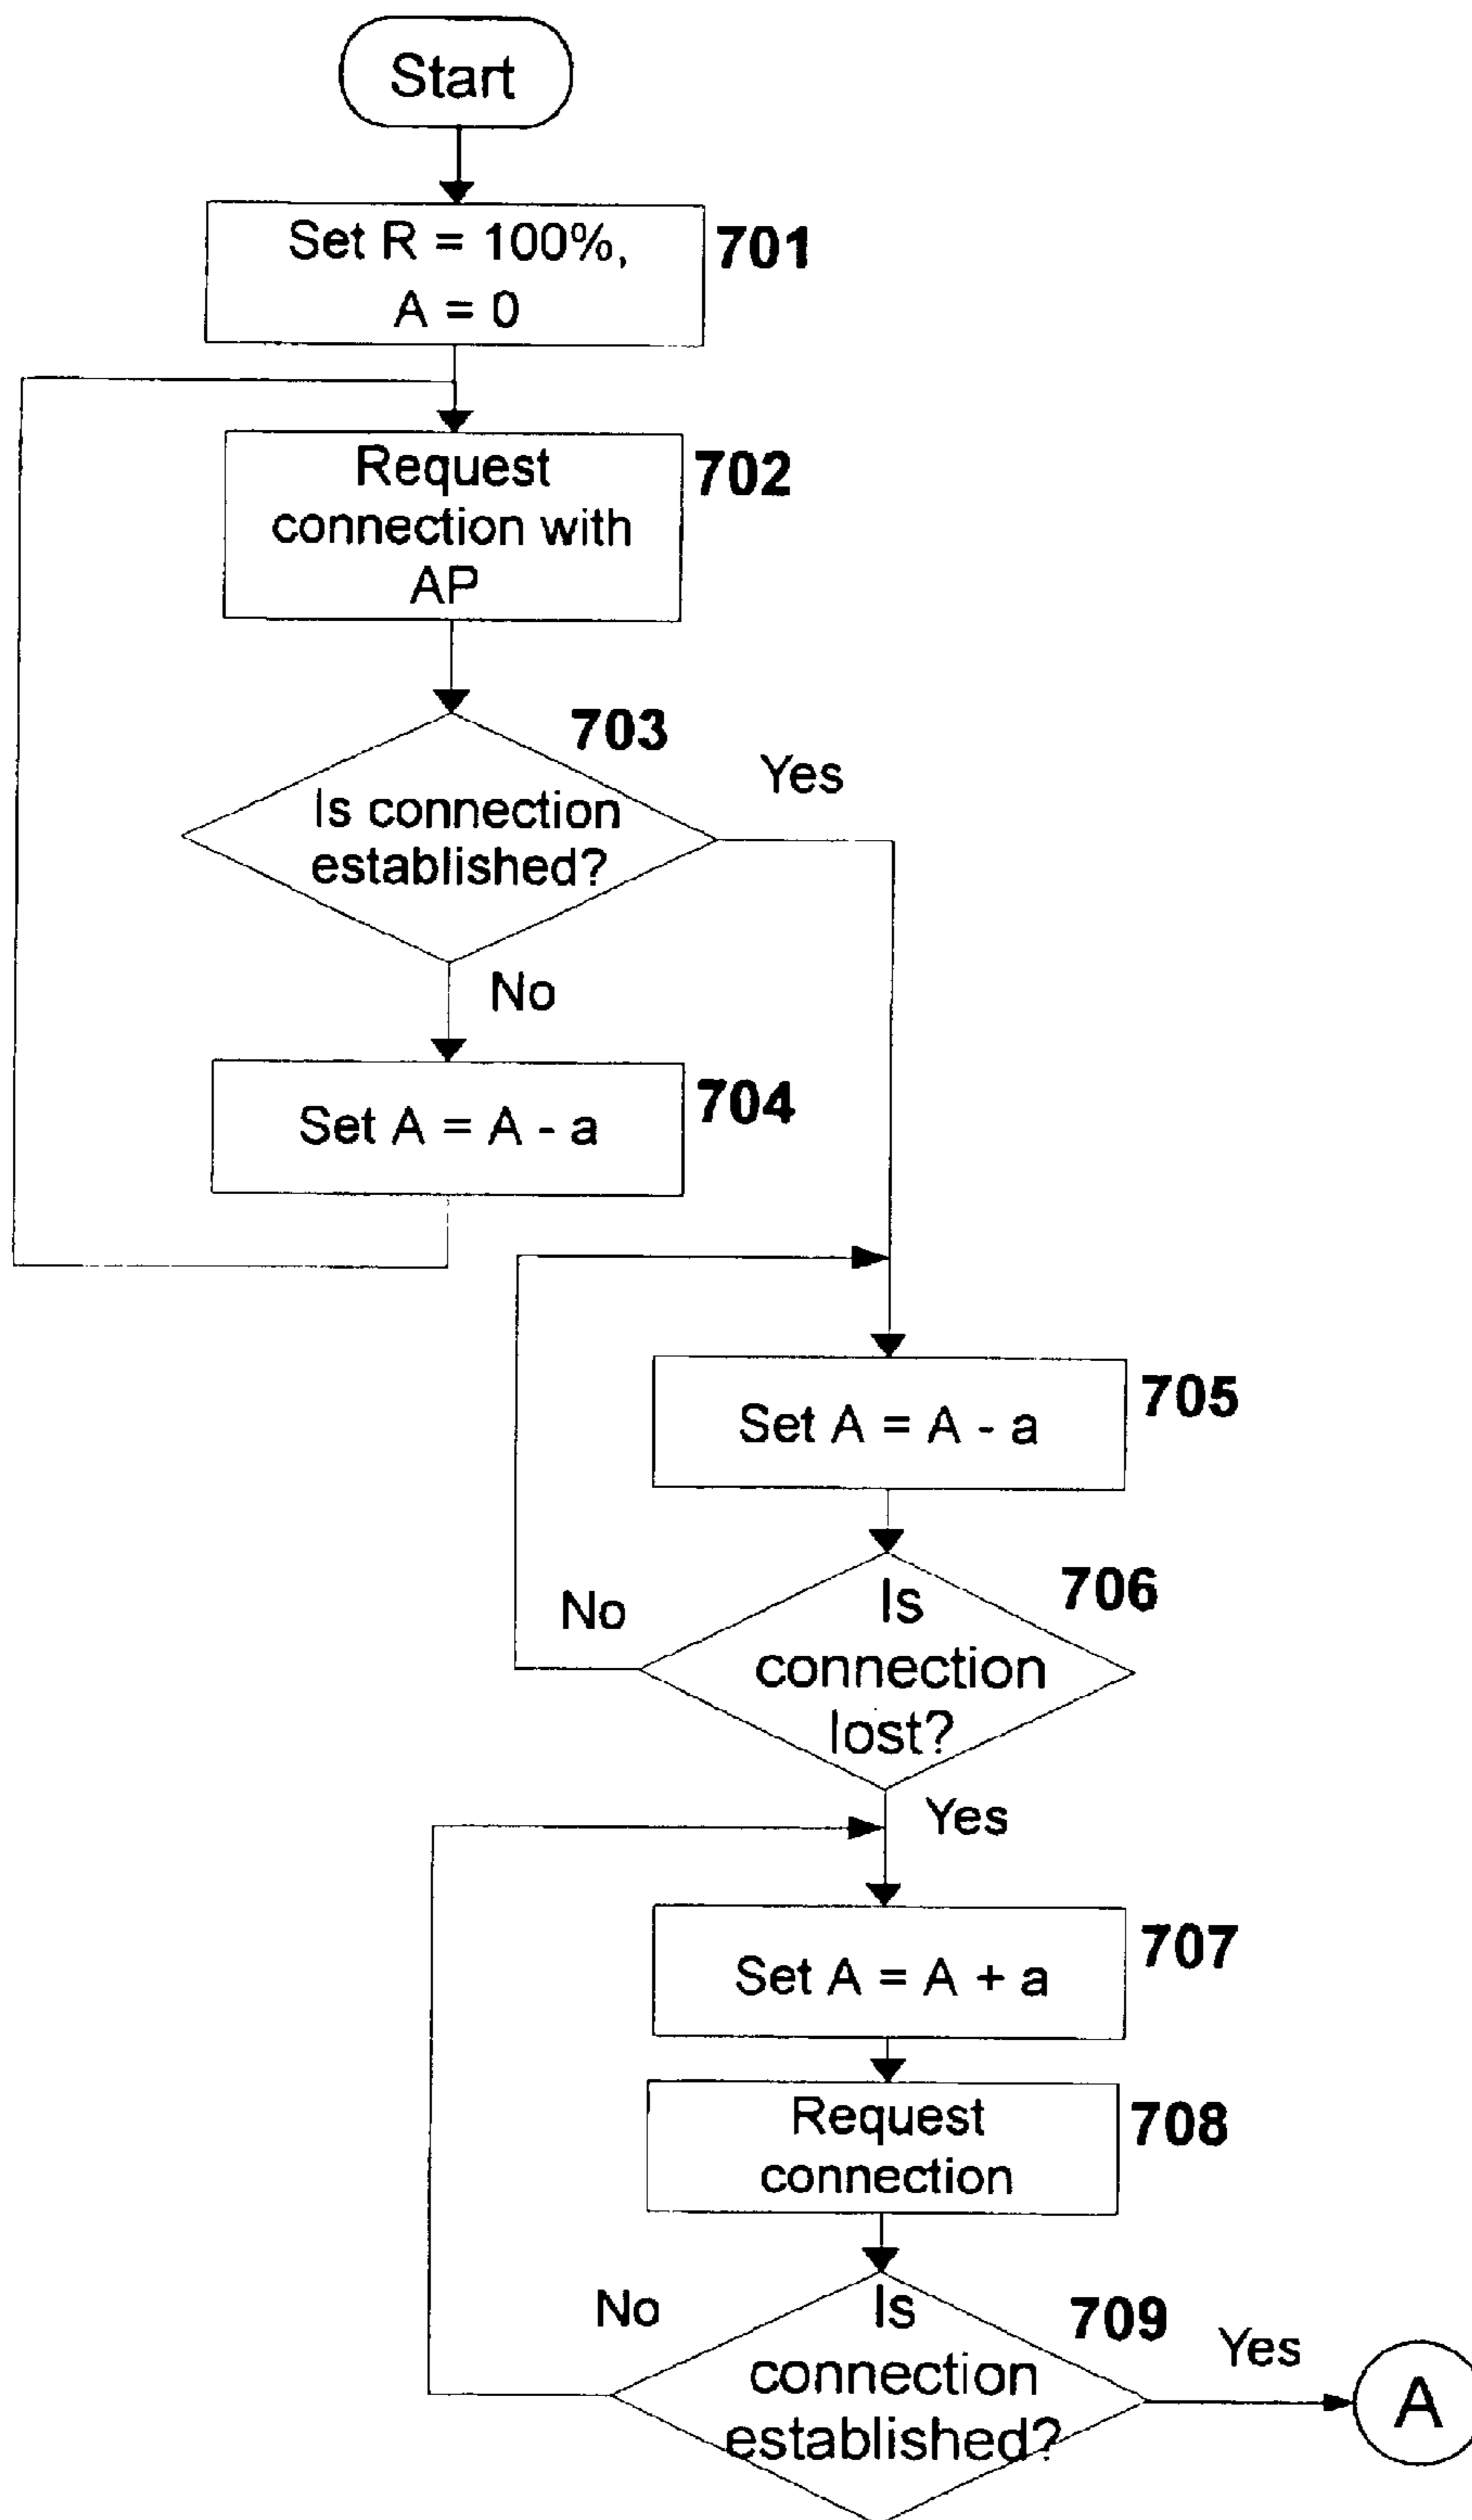 Start
Set R = 100%,
A = 0
701
Request
connection with
AP
702
703
Yes
Is connection
established?
No
Set A = A - a
704
Set A = A - a
705
706
No
Is
connection
lost?
Yes
Set A = A + a
707
Request
connection
708
No
Is
connection
established?
709
Yes
A